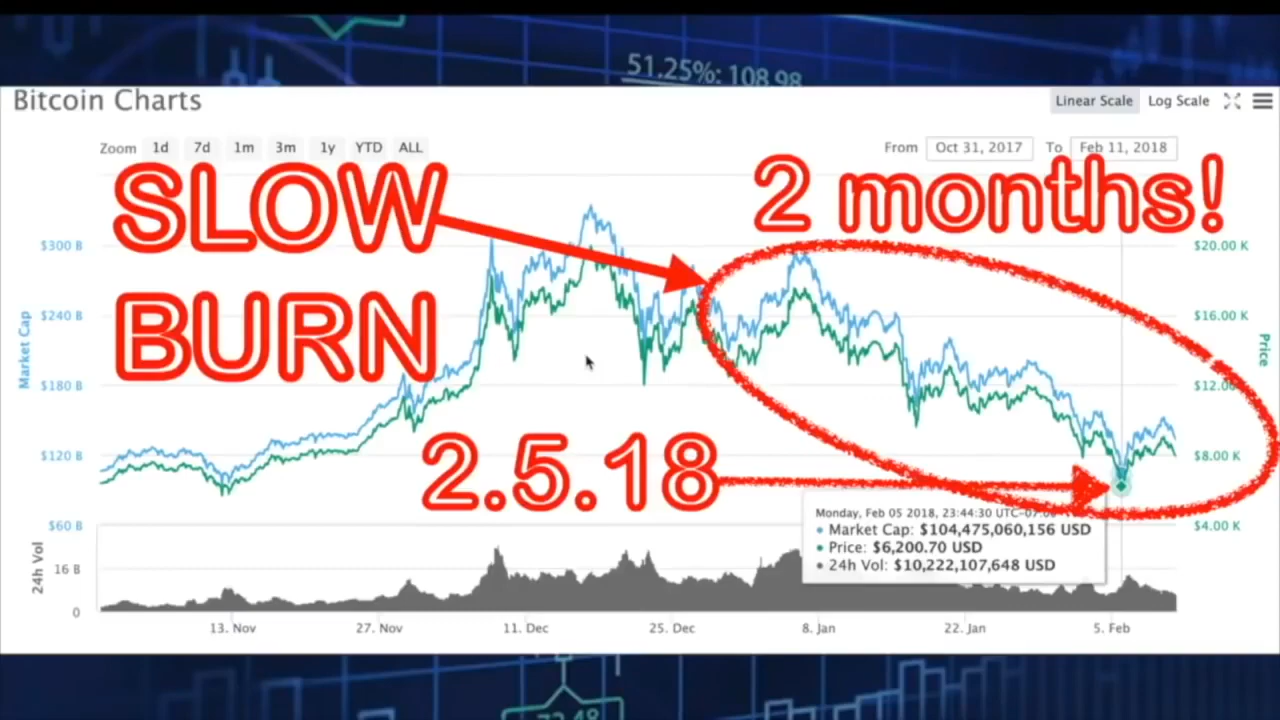 51.25%: 108.98
Bitcoin Charts
Linear Scale Log Scale
Zoom 1d 7d 1m 3m 1y YTD ALL
From Oct 31, 2017 To Feb 11, 2018
SLOW
2 months!
BURN
2.5.18
$300 B
$240 B
$180 B
$120 B
$60 B
16 B
0
Market Cap
24h Vol
$20.00 K
$16.00 K
$12.00
$8.00 K
$4.00 K
Price
Monday, Feb 05 2018, 23:44:30 UTC-07:00
Market Cap: $104,475,060,156 USD
Price: $6,200.70 USD
24h Vol: $10,222,107,648 USD
13. Nov 27. Nov 11. Dec 25. Dec 8. Jan 22. Jan 5. Feb